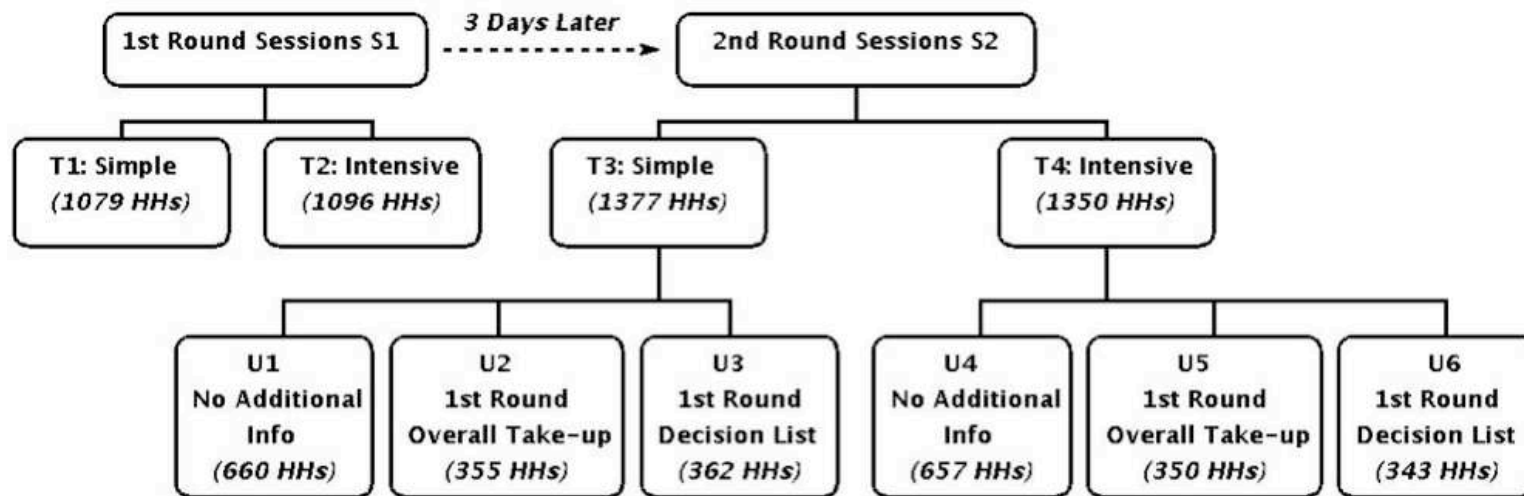 1st Round Sessions S1
3 Days Later
2nd Round Sessions S2
T1: Simple
(1079 HHs)
T2: Intensive
(1096 HHs)
T3: Simple
(1377 HHs)
T4: Intensive
(1350 HHs)
U1
No Additional
Info
(660 HHs)
U2
1st Round
Overall Take-up
(355 HHs)
U3
1st Round
Decision List
(362 HHs)
U4
No Additional
Info
(657 HHs)
U5
1st Round
Overall Take-up
(350 HHs)
U6
1st Round
Decision List
(343 HHs)